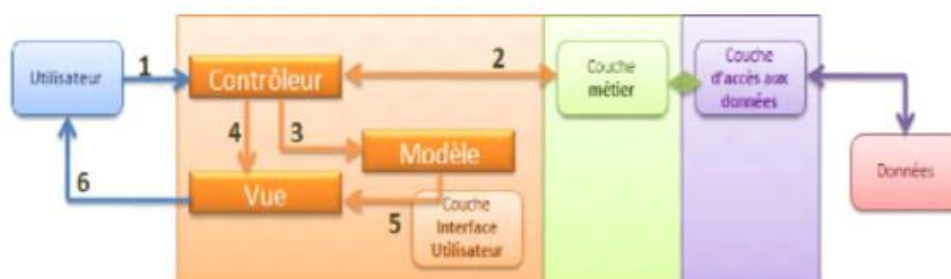 Utilisateur
1
Contrôleur
2
Couche
métier
Couche
d'accès aux
données
4
3
Modèle
Données
6
Vue
5
Couche
Interface
Utilisateur